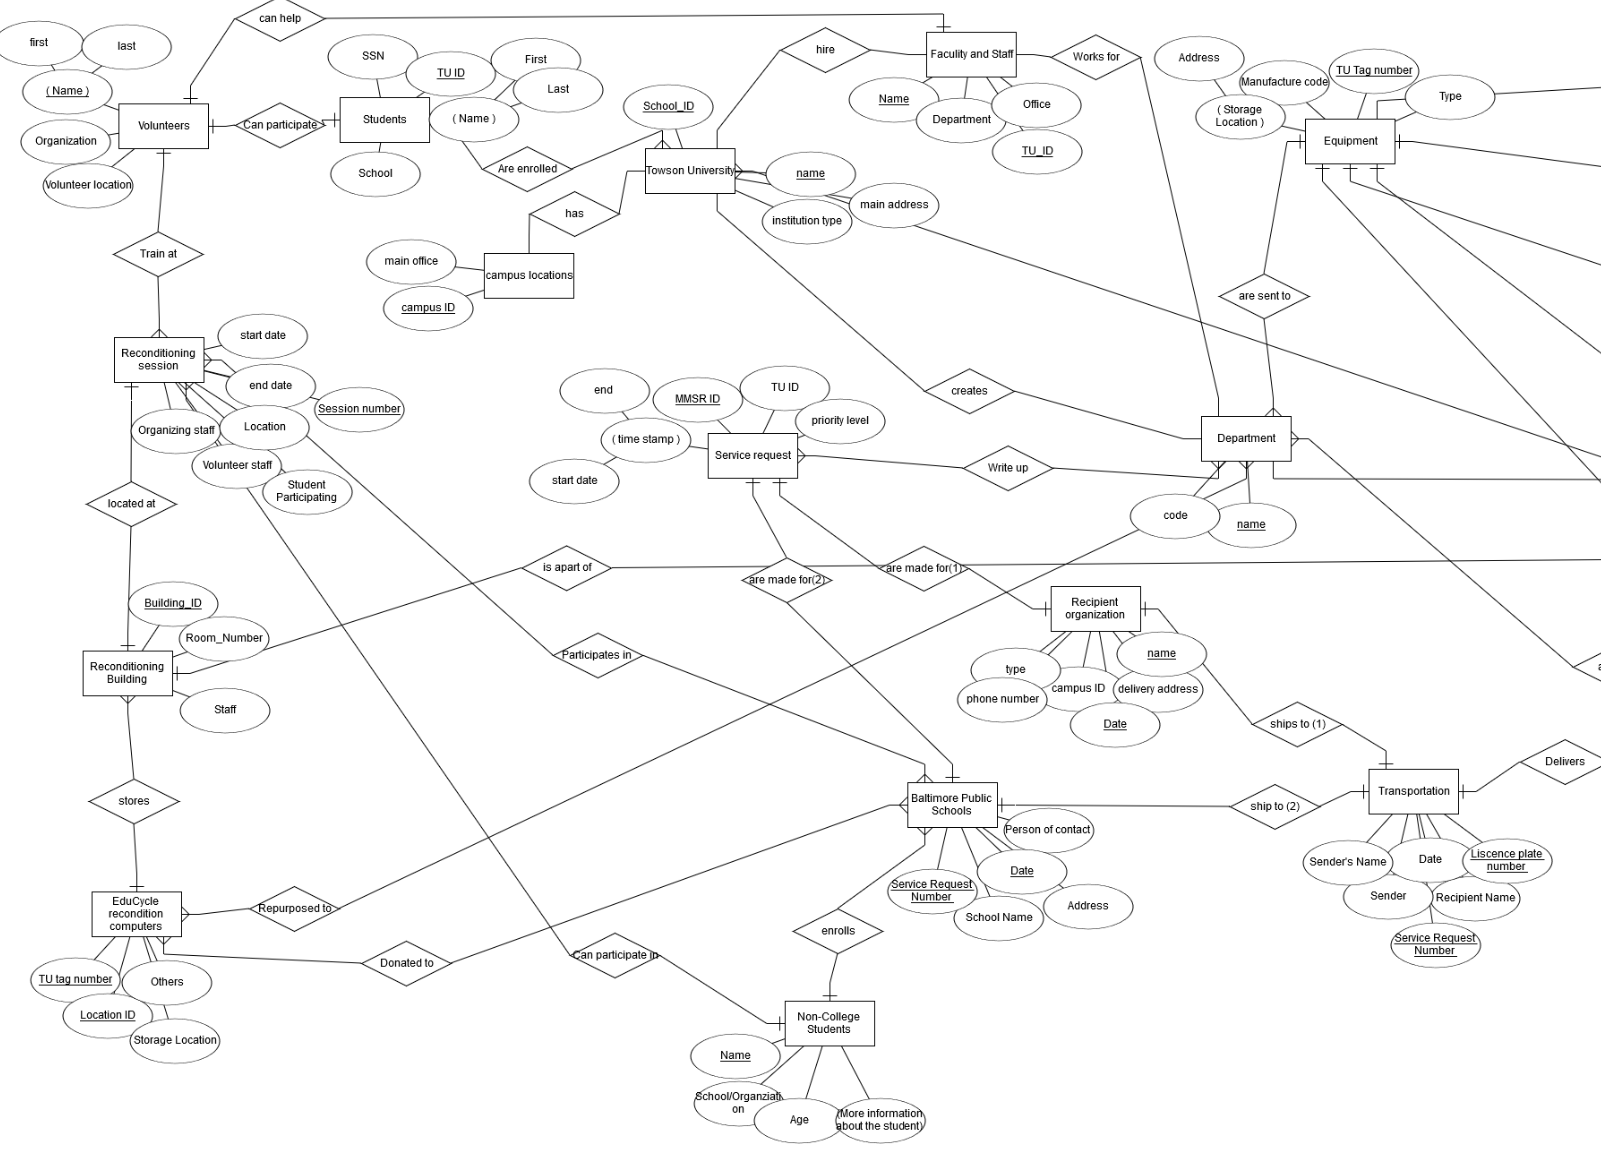 can help
first
last
( Name )
Volunteers
Organization
Volunteer location
Can participate
SSN
TU ID
First
Last
( Name )
Students
School
Are enrolled
School_ID
Towson University
name
main address
institution type
has
main office
campus locations
campus ID
hire
Faculity and Staff
Works for
Name
Department
Office
TU_ID
Address
Manufacture code
TU Tag number
Type
( Storage
Location )
Equipment
are sent to
Train at
start date
Reconditioning
session
end date
Session number
Organizing staff
Location
Volunteer staff
Student
Participating
located at
creates
end
MMSR ID
TU ID
priority level
( time stamp )
Service request
start date
Write up
Department
code
name
is apart of
are made for(2)
are made for(1)
Building_ID
Room_Number
Reconditioning
Building
Staff
Participates in
Recipient
organization
type
name
phone number
campus ID
delivery address
Date
ships to (1)
Delivers
stores
Baltimore Public
Schools
Person of contact
Date
Service Request
Number
School Name
Address
ship to (2)
Transportation
Sender's Name
Date
Liscence plate
number
Sender
Recipient Name
Service Request
Number
EduCycle
recondition
computers
Repurposed to
Donated to
TU tag number
Others
Location ID
Storage Location
enrolls
Can participate in
Non-College
Students
Name
School/Organziati
on
Age
(More information
about the student)